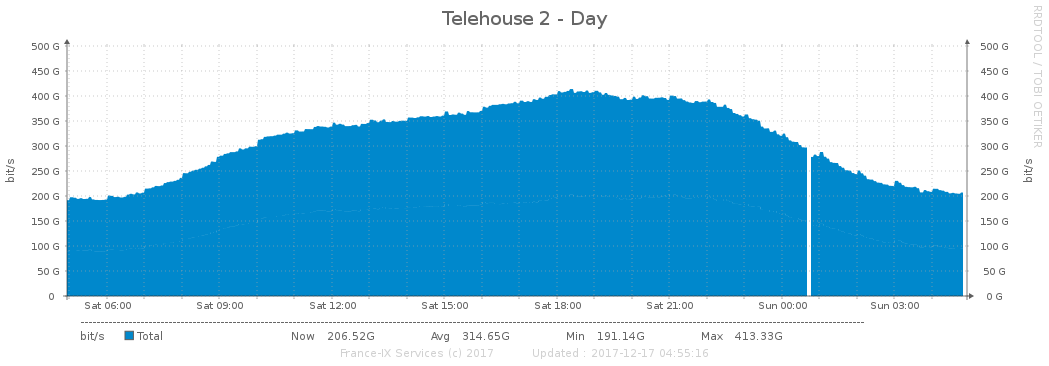 Telehouse 2 - Day
RRDTOOL / TOBI OETIKER
500 G 500 G
450 G 450 G
400 G 400 G
350 G 350 G
300 G 300 G
250 G 250 G
200 G 200 G
150 G 150 G
100 G 100 G
50 G 50 G
0 0 G
bit/s bit/s
Sat 06:00 Sat 09:00 Sat 12:00 Sat 15:00 Sat 18:00 Sat 21:00 Sun 00:00 Sun 03:00
bit/s Total Now 206.52G Avg 314.65G Min 191.14G Max 413.33G
France-IX Services (c) 2017 Updated : 2017-12-17 04:55:16